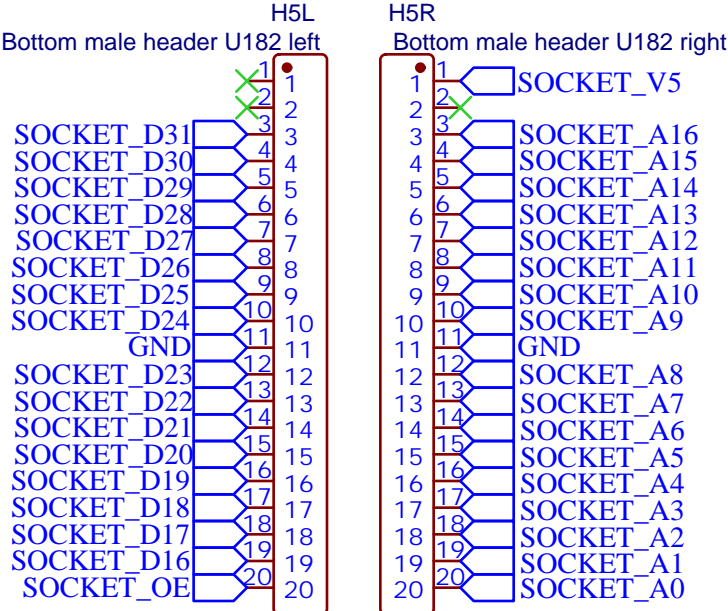 H5L H5R
Bottom male header U182 left Bottom male header U182 right
1 1 1 1 SOCKET_V5
2 2 2 2
SOCKET_D31 3 3 3 3 SOCKET_A16
SOCKET_D30 4 4 4 4 SOCKET_A15
SOCKET_D29 5 5 5 5 SOCKET_A14
SOCKET_D28 6 6 6 6 SOCKET_A13
SOCKET_D27 7 7 7 7 SOCKET_A12
SOCKET_D26 8 8 8 8 SOCKET_A11
SOCKET_D25 9 9 9 9 SOCKET_A10
SOCKET_D24 10 10 10 10 SOCKET_A9
GND 11 11 11 11 GND
SOCKET_D23 12 12 12 12 SOCKET_A8
SOCKET_D22 13 13 13 13 SOCKET_A7
SOCKET_D21 14 14 14 14 SOCKET_A6
SOCKET_D20 15 15 15 15 SOCKET_A5
SOCKET_D19 16 16 16 16 SOCKET_A4
SOCKET_D18 17 17 17 17 SOCKET_A3
SOCKET_D17 18 18 18 18 SOCKET_A2
SOCKET_D16 19 19 19 19 SOCKET_A1
SOCKET_OE 20 20 20 20 SOCKET_A0